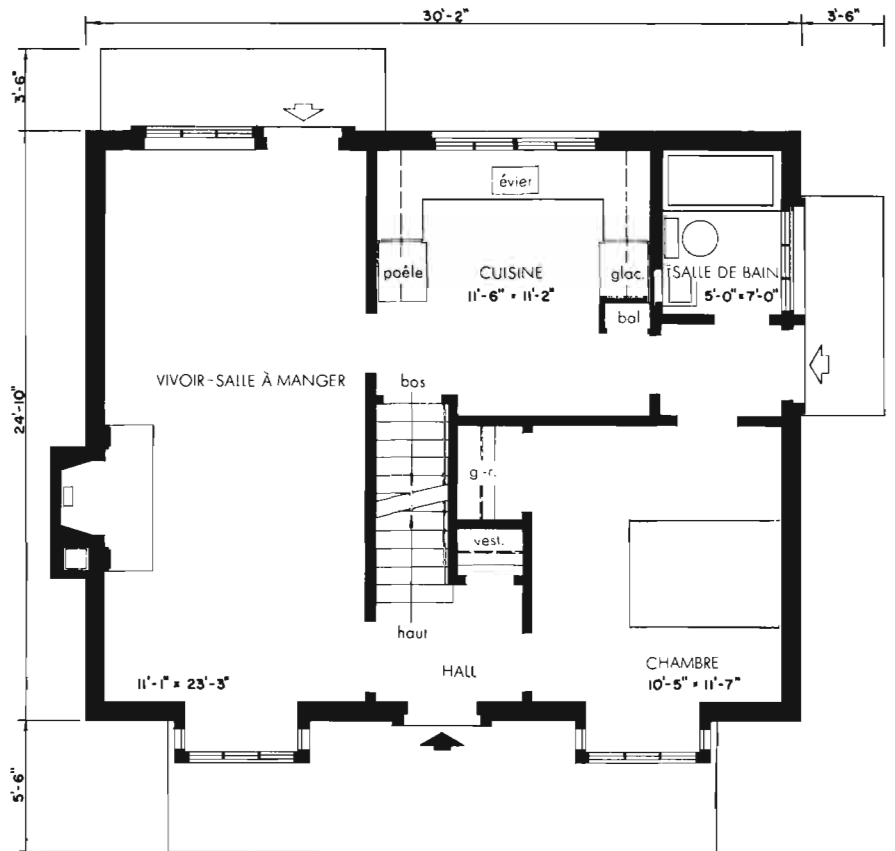 30'-2"
3'-6"
3'-6"
évier
poêle
CUISINE
11'-6" × 11'-2"
glac.
SALLE DE BAIN
5'-0" × 7'-0"
bal
VIVOIR-SALLE À MANGER
bas
24'-10"
g.-r.
vest.
haut
HALL
CHAMBRE
11'-1" × 23'-3"
10'-5" × 11'-7"
5'-6"